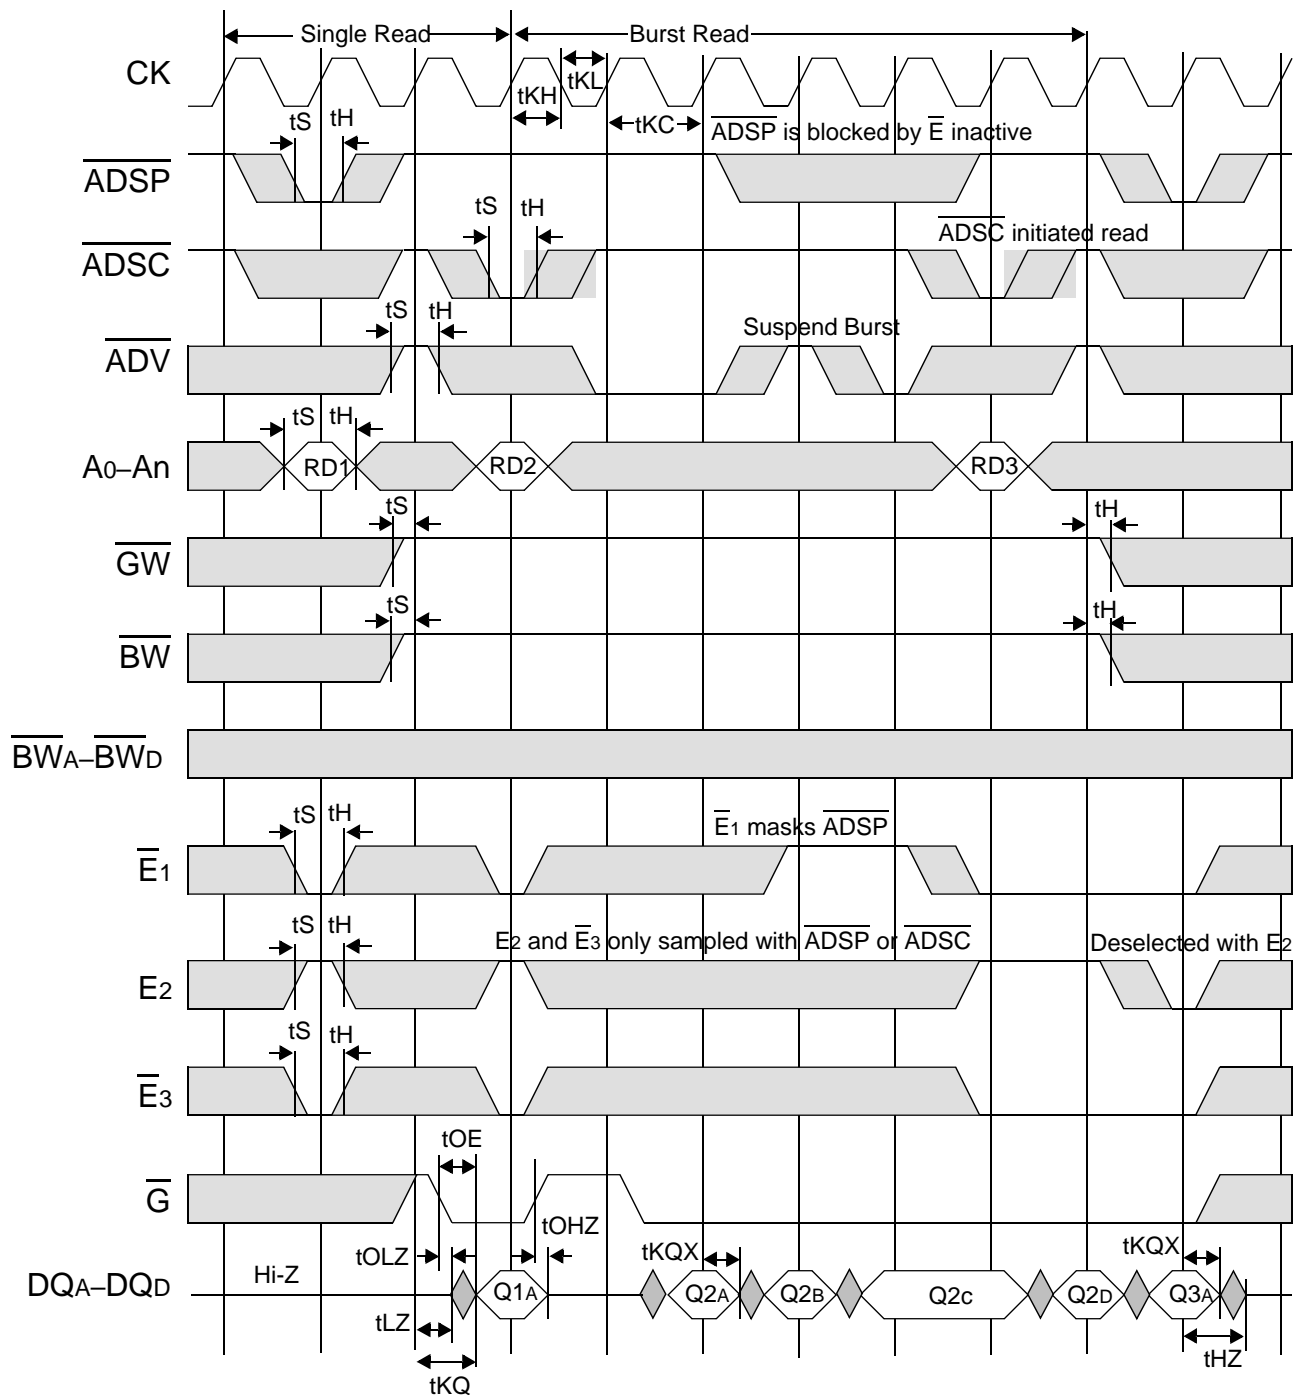 Single Read
Burst Read
CK
tKL
tKH
tS
tH
tKC
ADSP is blocked by E inactive
ADSP
tS
tH
ADSC initiated read
ADSC
tS
tH
Suspend Burst
ADV
tS
tH
A0–An
RD1
RD2
RD3
tS
tH
GW
tS
tH
BW
BWA–BWD
tS
tH
E1 masks ADSP
E1
tS
tH
E2 and E3 only sampled with ADSP or ADSC
Deselected with E2
E2
tS
tH
E3
tOE
G
tOHZ
tOLZ
tKQX
tKQX
DQA–DQD
Hi-Z
Q1A
Q2A
Q2B
Q2c
Q2D
Q3A
tLZ
tHZ
tKQ